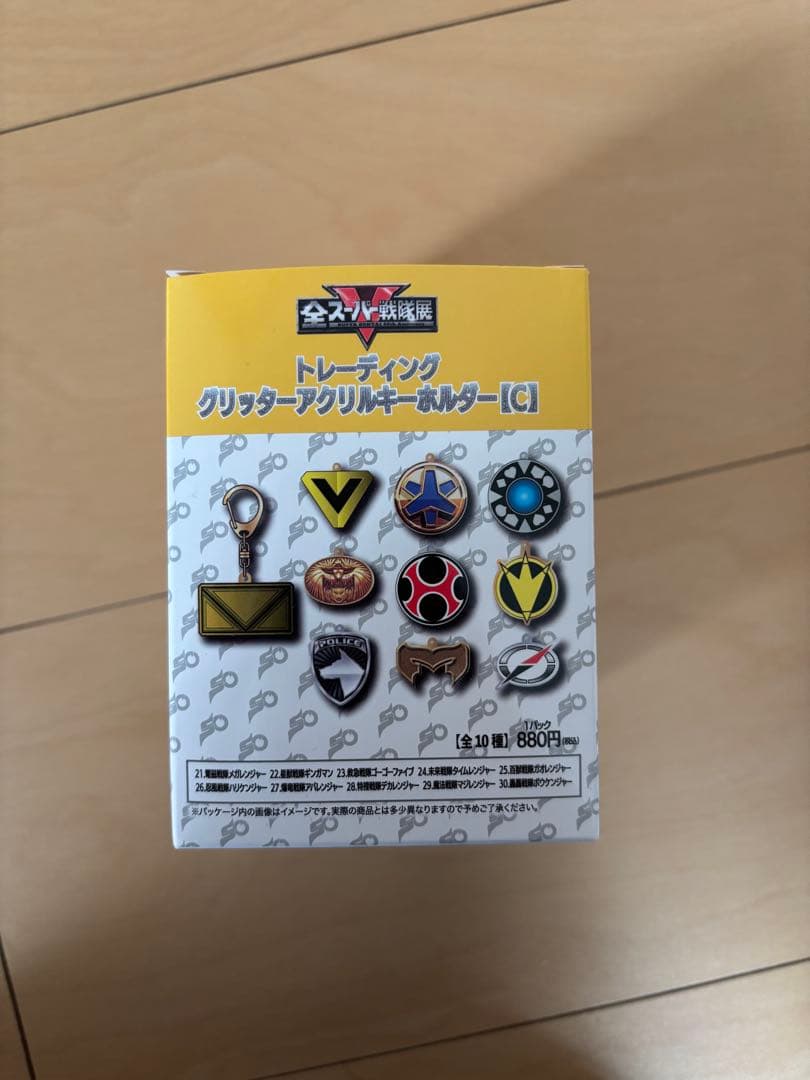 全スーパー戦隊展
トレーディング
グリッターアクリルキーホルダー【C】
POLICE
1パック
【全10種】880円(税込)
21.電磁戦隊メガレンジャー 22.星獣戦隊ギンガマン 23.救急戦隊ゴーゴーファイブ 24.未来戦隊タイムレンジャー 25.百獣戦隊ガオレンジャー
26.忍風戦隊ハリケンジャー 27.爆竜戦隊アバレンジャー 28.特捜戦隊デカレンジャー 29.魔法戦隊マジレンジャー 30.轟轟戦隊ボウケンジャー
※パッケージ内の画像はイメージです。実際の商品とは多少異なりますので予めご了承ください。